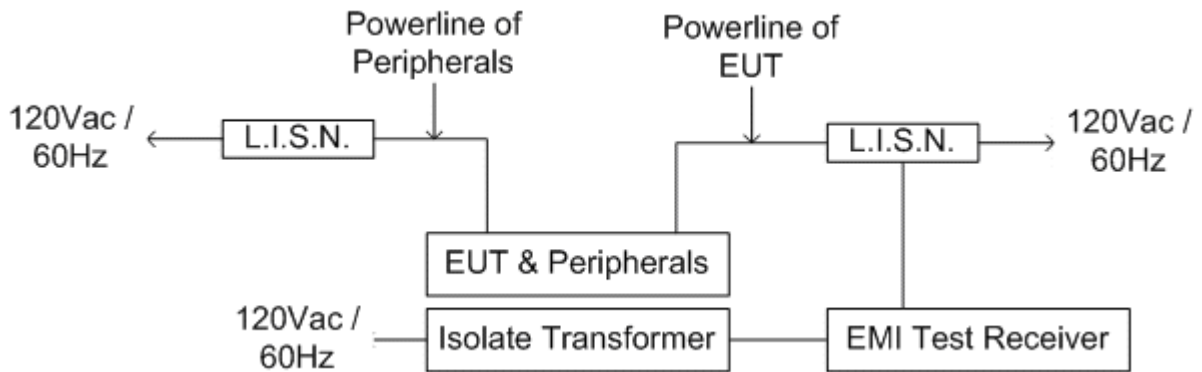 Powerline of
Peripherals
Powerline of
EUT
120Vac /
60Hz
L.I.S.N.
L.I.S.N.
120Vac /
60Hz
EUT & Peripherals
120Vac /
60Hz
Isolate Transformer
EMI Test Receiver